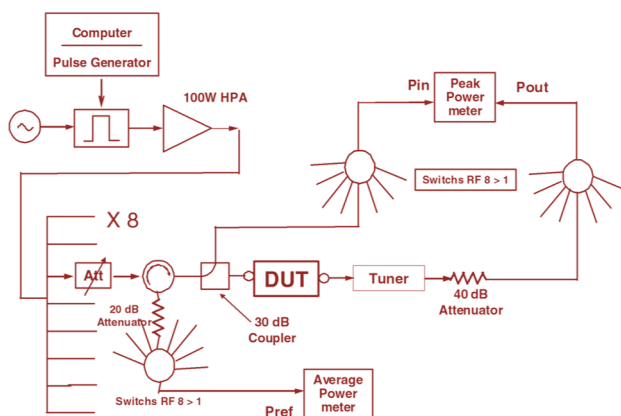 Computer
Pulse Generator
100W HPA
Pin
Peak
Power
meter
Pout
Switchs RF 8 > 1
X 8
Att
DUT
Tuner
20 dB
Attenuator
30 dB
Coupler
40 dB
Attenuator
Switchs RF 8 > 1
Pref
Average
Power
meter